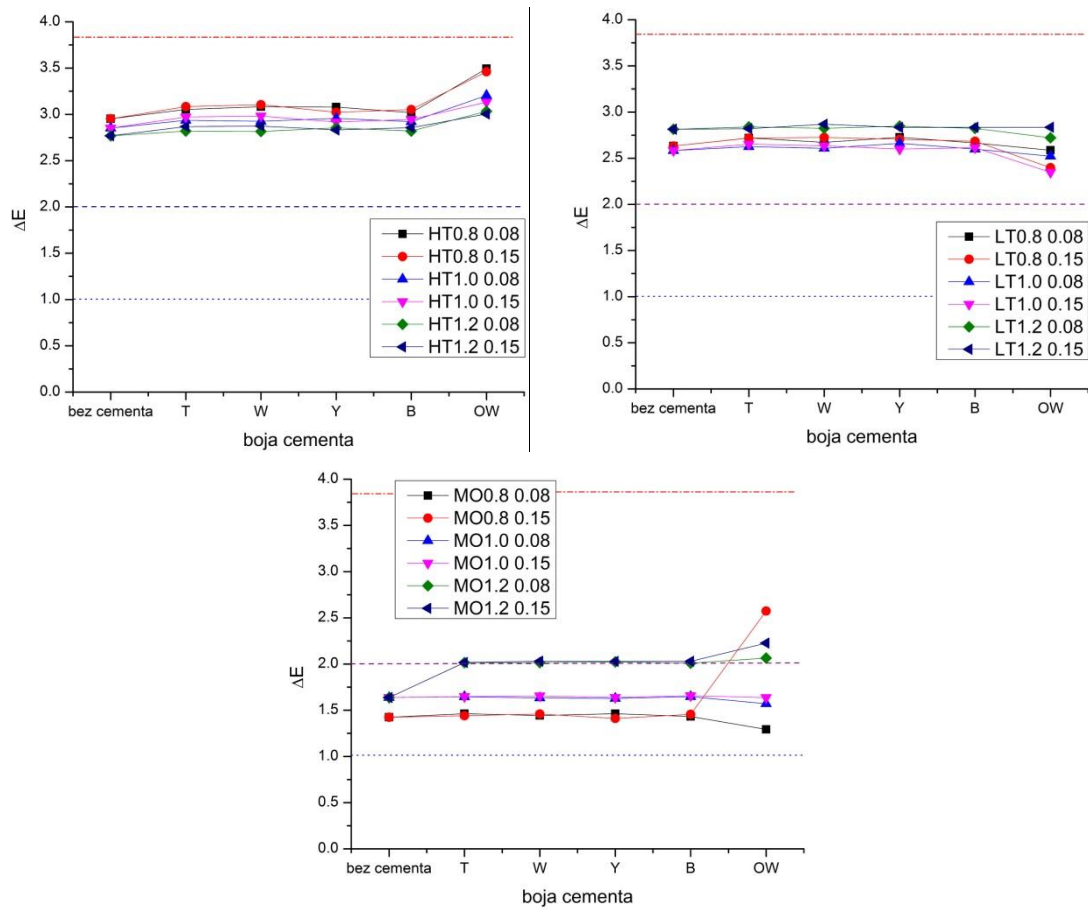 4.0
3.5
3.0
2.5
2.0
1.5
1.0
0.5
0.0
ΔE
HT0.8 0.08
HT0.8 0.15
HT1.0 0.08
HT1.0 0.15
HT1.2 0.08
HT1.2 0.15
bez cementa T W Y B OW
boja cementa
4.0
3.5
3.0
2.5
2.0
1.5
1.0
0.5
0.0
ΔE
LT0.8 0.08
LT0.8 0.15
LT1.0 0.08
LT1.0 0.15
LT1.2 0.08
LT1.2 0.15
bez cementa T W Y B OW
boja cementa
4.0
3.5
3.0
2.5
2.0
1.5
1.0
0.5
0.0
ΔE
MO0.8 0.08
MO0.8 0.15
MO1.0 0.08
MO1.0 0.15
MO1.2 0.08
MO1.2 0.15
bez cementa T W Y B OW
boja cementa